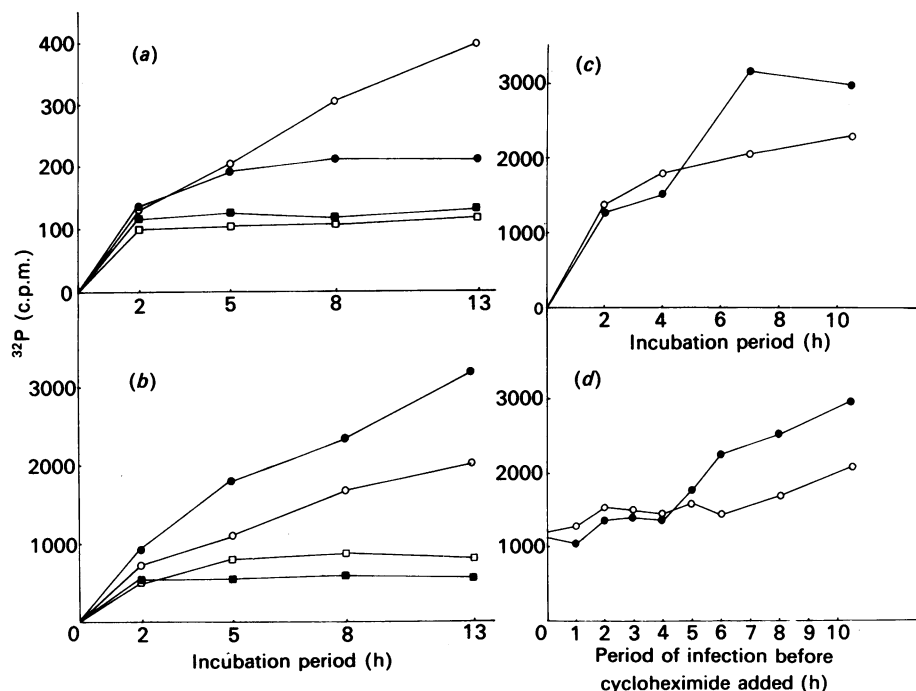 (a)
400
300
200
100
0
2 5 8 13
³²P (c.p.m.)
(b)
3000
2000
1000
0
2 5 8 13
Incubation period (h)
(c)
3000
2000
1000
0
2 4 6 7 8 10
Incubation period (h)
(d)
3000
2000
1000
0 1 2 3 4 5 6 7 8 9 10
Period of infection before
cycloheximide added (h)